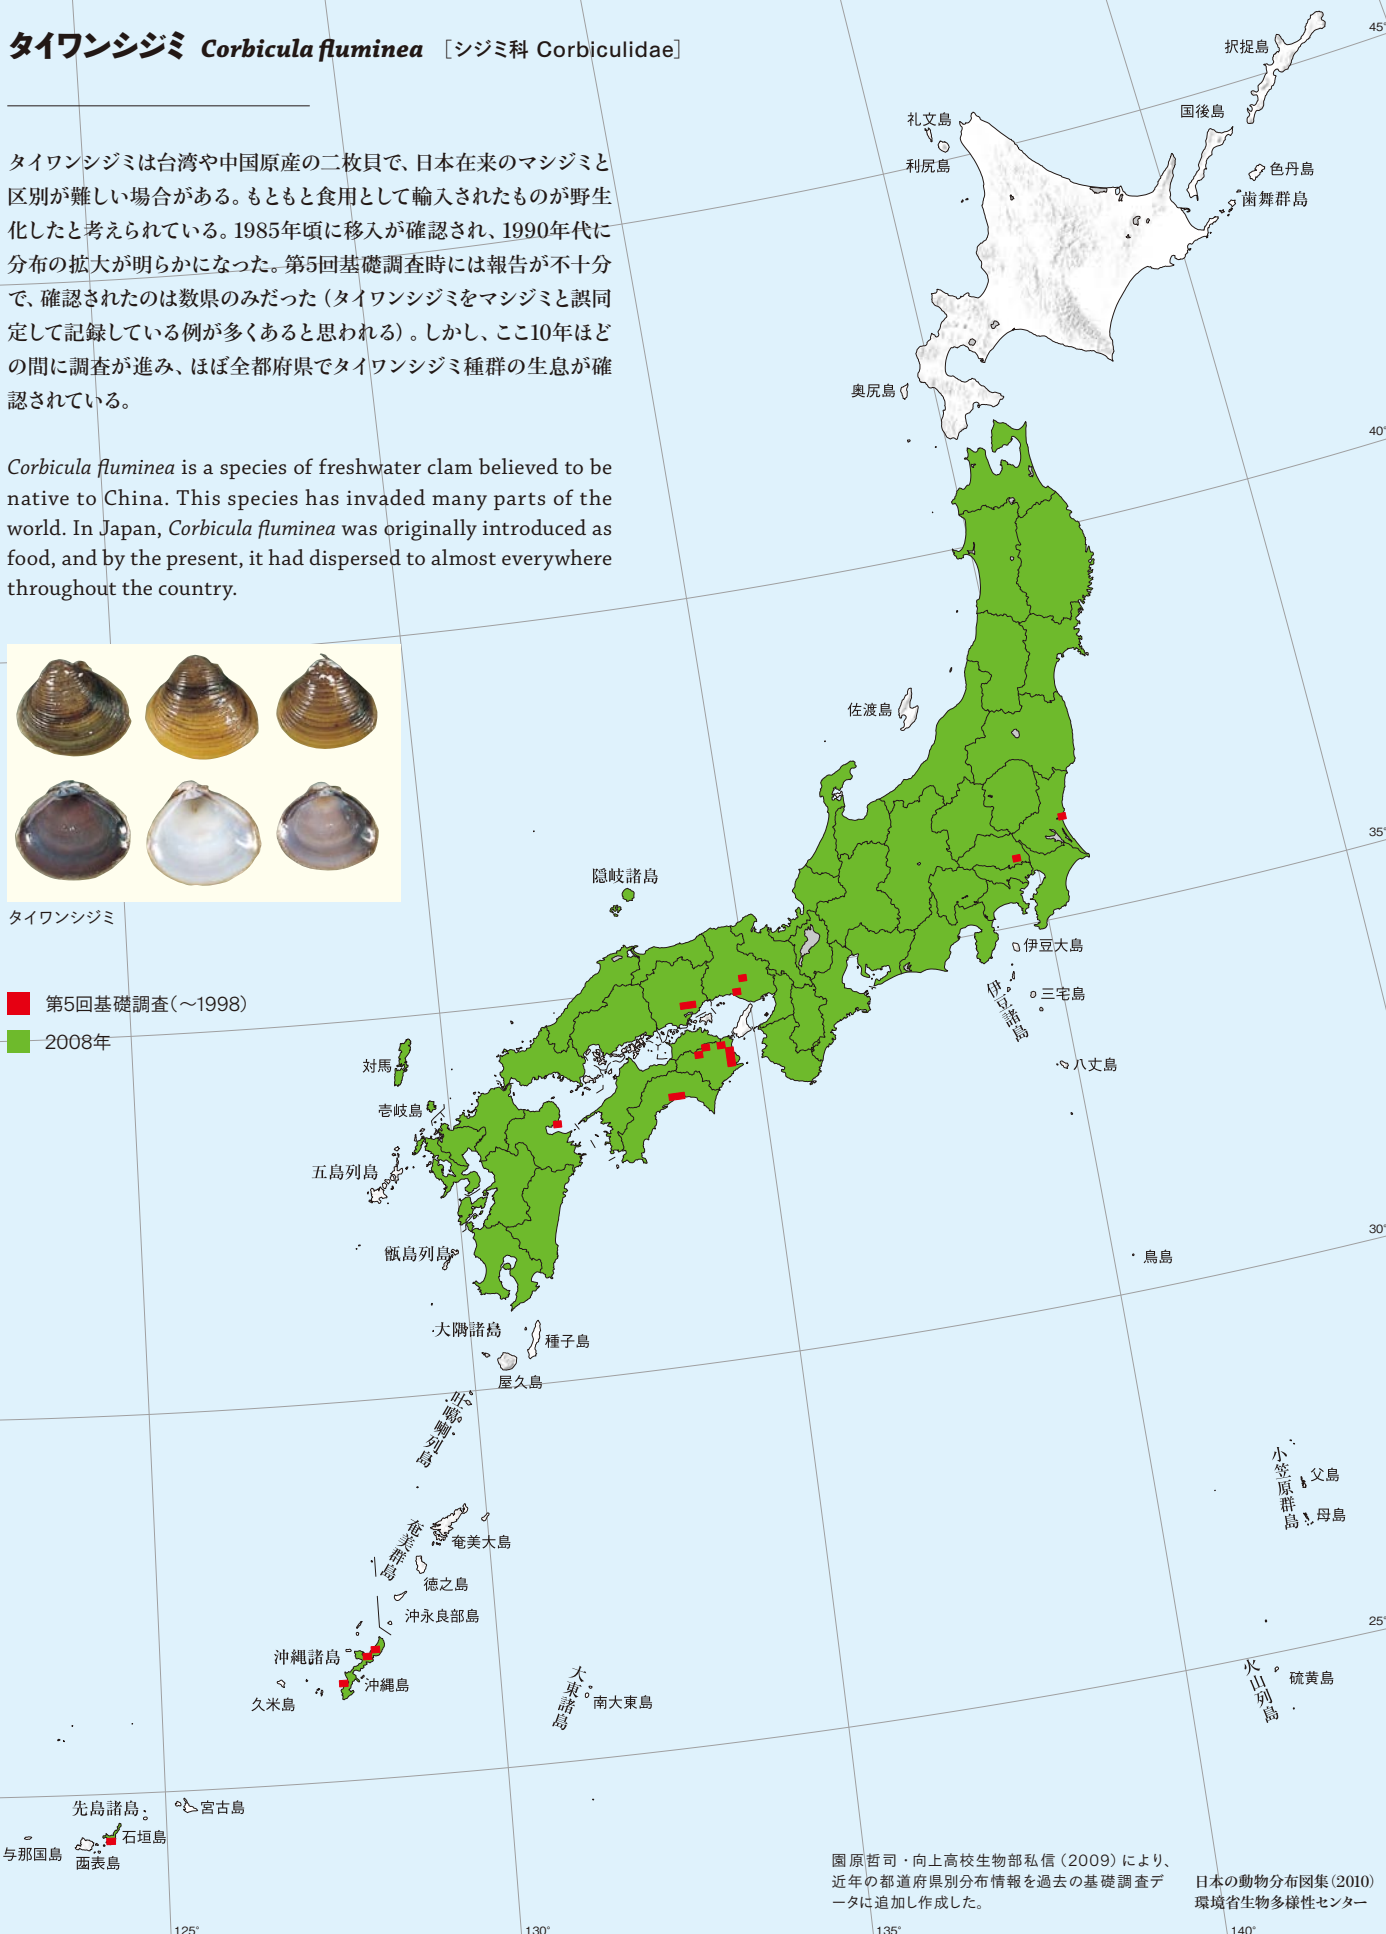 タイワンシジミ Corbicula fluminea ［シジミ科 Corbiculidae］
タイワンシジミは台湾や中国原産の二枚貝で、日本在来のマシジミと
区別が難しい場合がある。もともと食用として輸入されたものが野生
化したと考えられている。1985年頃に移入が確認され、1990年代に
分布の拡大が明らかになった。第5回基礎調査時には報告が不十分
で、確認されたのは数県のみだった（タイワンシジミをマシジミと誤同
定して記録している例が多くあると思われる）。しかし、ここ10年ほど
の間に調査が進み、ほぼ全都府県でタイワンシジミ種群の生息が確
認されている。
Corbicula fluminea is a species of freshwater clam believed to be
native to China. This species has invaded many parts of the
world. In Japan, Corbicula fluminea was originally introduced as
food, and by the present, it had dispersed to almost everywhere
throughout the country.
タイワンシジミ
第5回基礎調査（～1998）
2008年
択捉島
国後島
色丹島
歯舞群島
礼文島
利尻島
奥尻島
佐渡島
隠岐諸島
対馬
壱岐島
五島列島
甑島列島
大隅諸島
種子島
屋久島
吐噶喇列島
奄美群島
奄美大島
徳之島
沖永良部島
沖縄諸島
沖縄島
久米島
大東諸島
南大東島
先島諸島
宮古島
石垣島
与那国島
西表島
伊豆大島
伊豆諸島
三宅島
八丈島
鳥島
小笠原群島
父島
母島
火山列島
硫黄島
45°
40°
35°
30°
25°
125°
130°
135°
140°
園原哲司・向上高校生物部私信（2009）により、
近年の都道府県別分布情報を過去の基礎調査デ
ータに追加し作成した。
日本の動物分布図集（2010）
環境省生物多様性センター